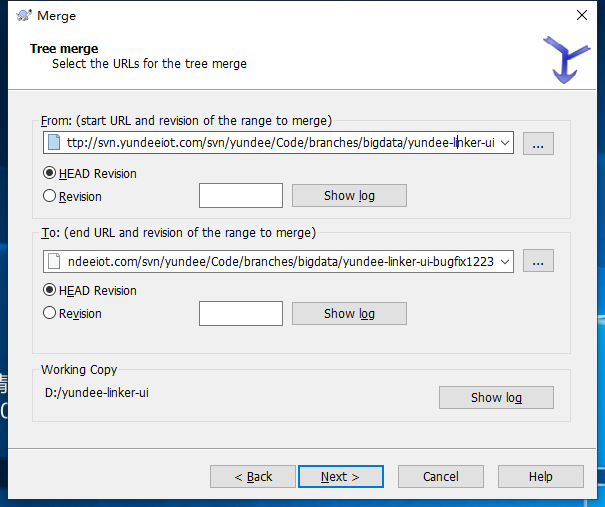 Merge
Tree merge
Select the URLs for the tree merge
From: (start URL and revision of the range to merge)
ttp://svn.yundeeiot.com/svn/yundee/Code/branches/bigdata/yundee-linker-ui
...
HEAD Revision
Revision
Show log
To: (end URL and revision of the range to merge)
ndeeiot.com/svn/yundee/Code/branches/bigdata/yundee-linker-ui-bugfix1223
...
HEAD Revision
Revision
Show log
Working Copy
D:/yundee-linker-ui
Show log
< Back
Next >
Cancel
Help